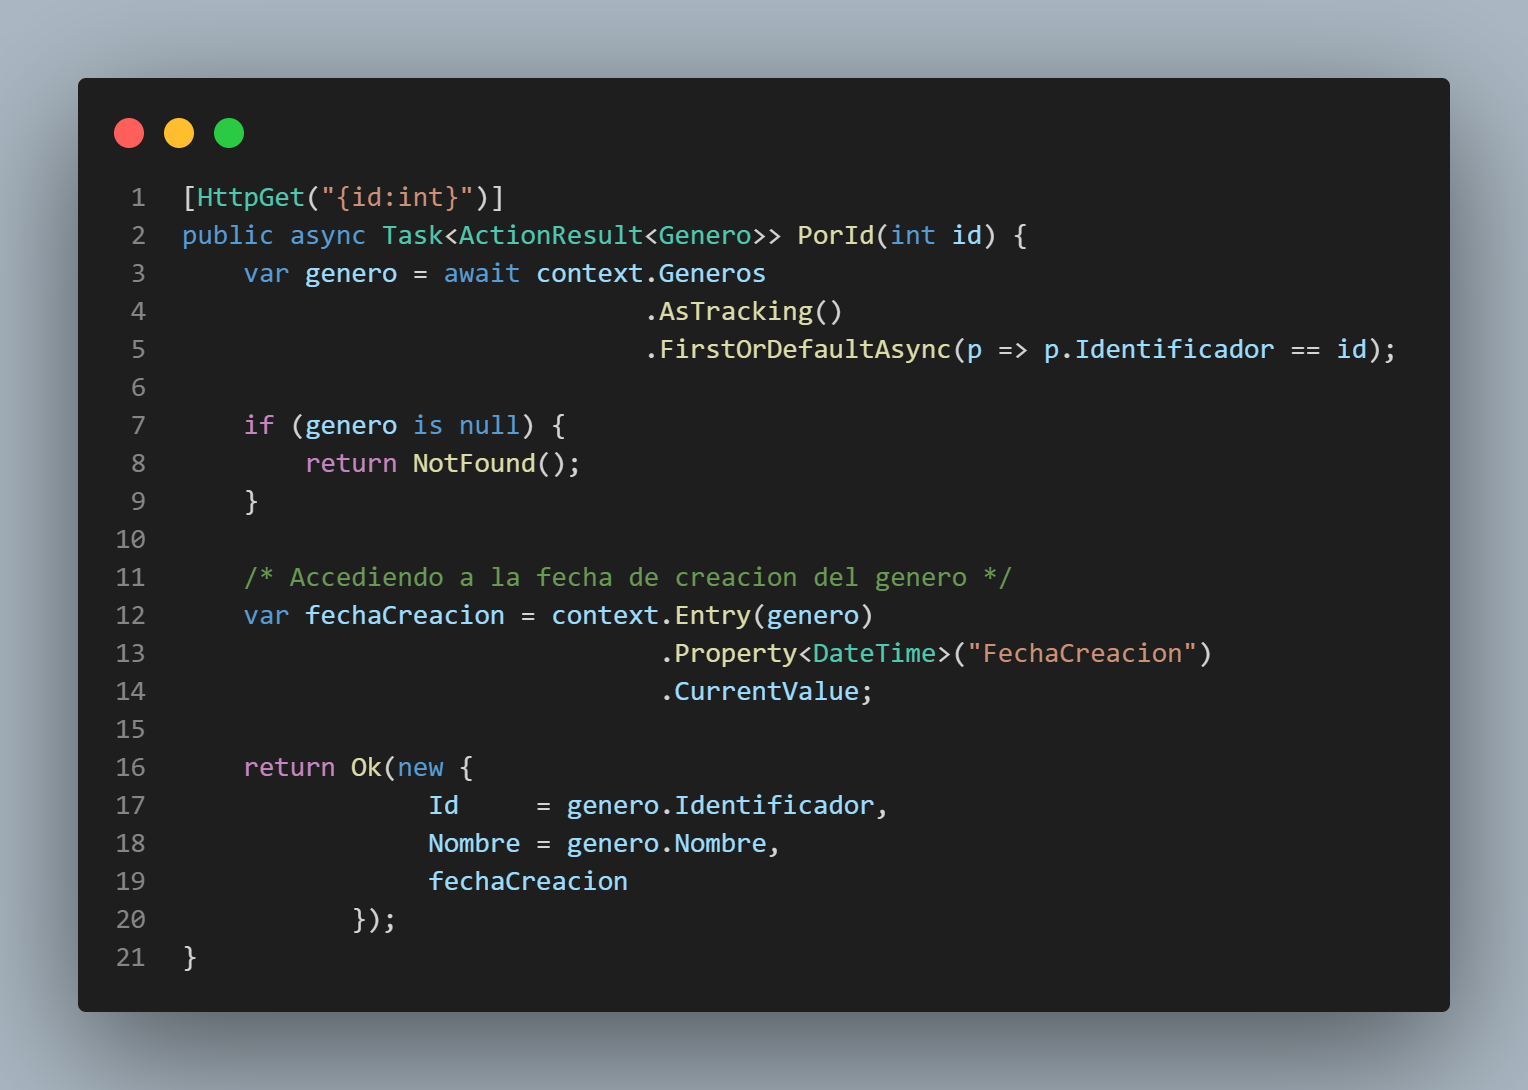 1 [HttpGet("{id:int}")]
2 public async Task<ActionResult<Genero>> PorId(int id) {
3     var genero = await context.Generos
4                               .AsTracking()
5                               .FirstOrDefaultAsync(p => p.Identificador == id);
6
7     if (genero is null) {
8         return NotFound();
9     }
10
11     /* Accediendo a la fecha de creacion del genero */
12     var fechaCreacion = context.Entry(genero)
13                                .Property<DateTime>("FechaCreacion")
14                                .CurrentValue;
15
16     return Ok(new {
17                 Id     = genero.Identificador,
18                 Nombre = genero.Nombre,
19                 fechaCreacion
20            });
21 }